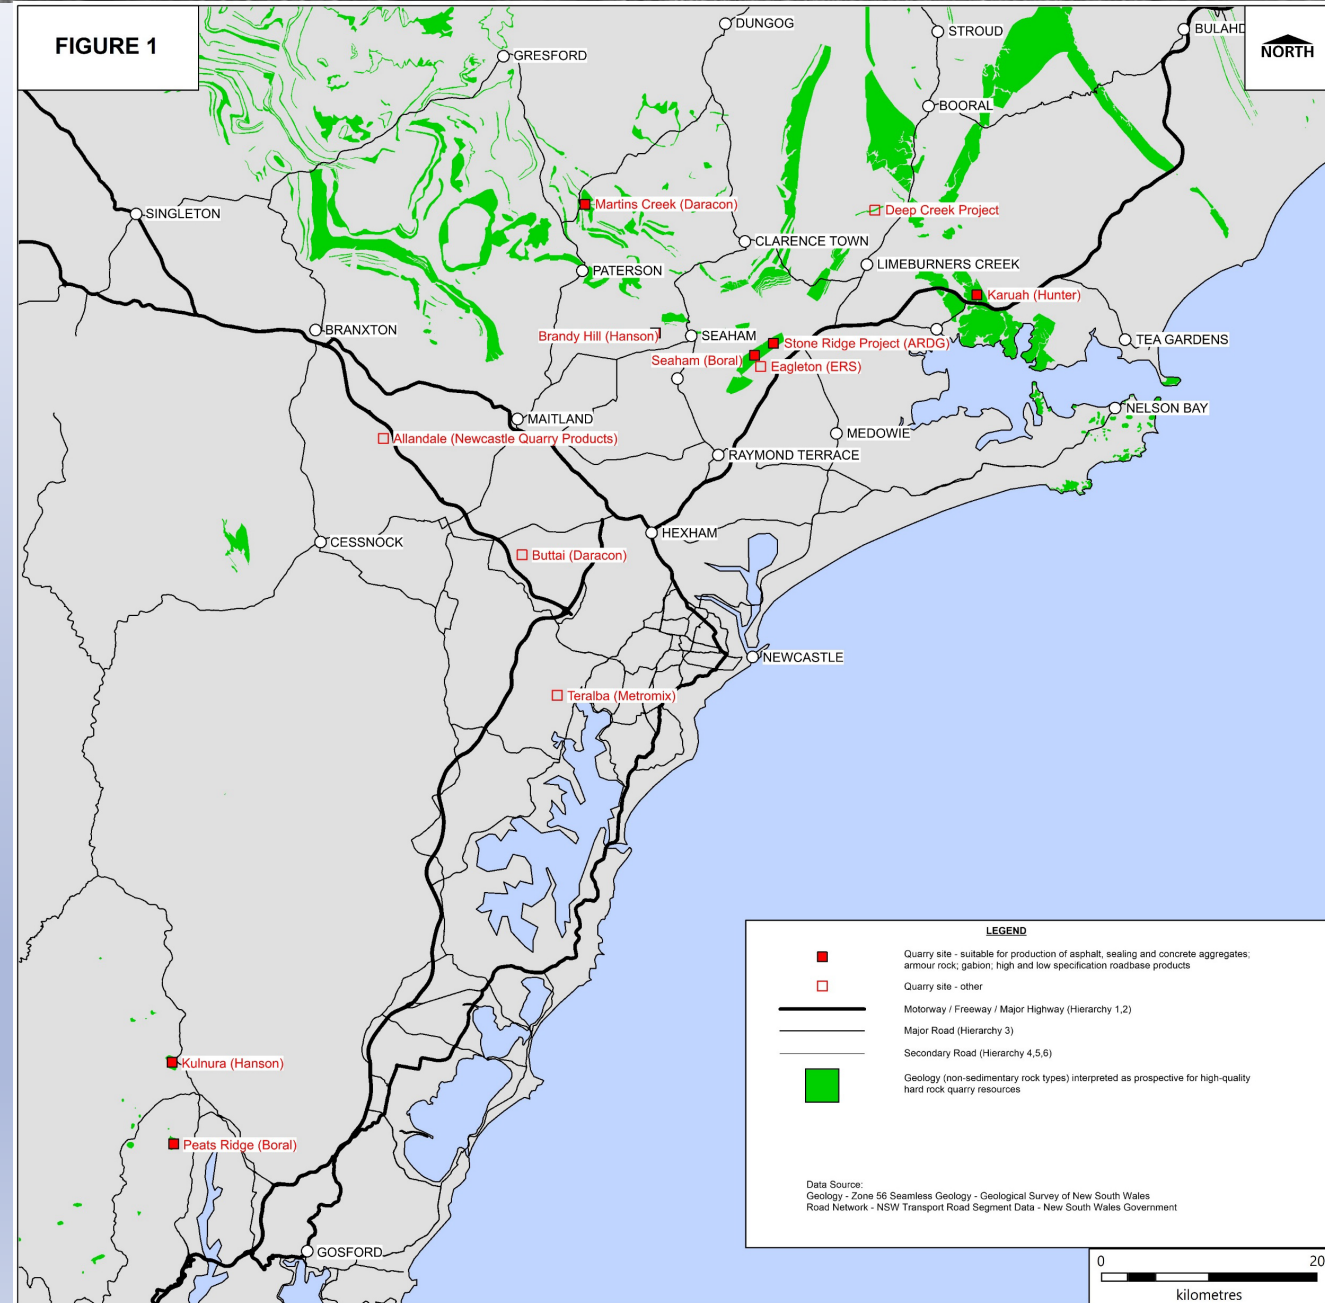 FIGURE 1
NORTH
DUNGOG
STROUD
BULAHD
GRESFORD
BOORAL
SINGLETON
Martins Creek (Daracon)
Deep Creek Project
CLARENCE TOWN
PATERSON
LIMEBURNERS CREEK
Karuah (Hunter)
BRANXTON
Brandy Hill (Hanson)
SEAHAM
Stone Ridge Project (ARDG)
TEA GARDENS
Seaham (Boral)
Eagleton (ERS)
NELSON BAY
MAITLAND
Allandale (Newcastle Quarry Products)
MEDOWIE
RAYMOND TERRACE
HEXHAM
CESSNOCK
Buttai (Daracon)
NEWCASTLE
Teralba (Metromix)
Kulnura (Hanson)
Peats Ridge (Boral)
GOSFORD
LEGEND
Quarry site - suitable for production of asphalt, sealing and concrete aggregates;
armour rock; gabion; high and low specification roadbase products
Quarry site - other
Motorway / Freeway / Major Highway (Hierarchy 1,2)
Major Road (Hierarchy 3)
Secondary Road (Hierarchy 4,5,6)
Geology (non-sedimentary rock types) interpreted as prospective for high-quality
hard rock quarry resources
Data Source:
Geology - Zone 56 Seamless Geology - Geological Survey of New South Wales
Road Network - NSW Transport Road Segment Data - New South Wales Government
0 20
kilometres